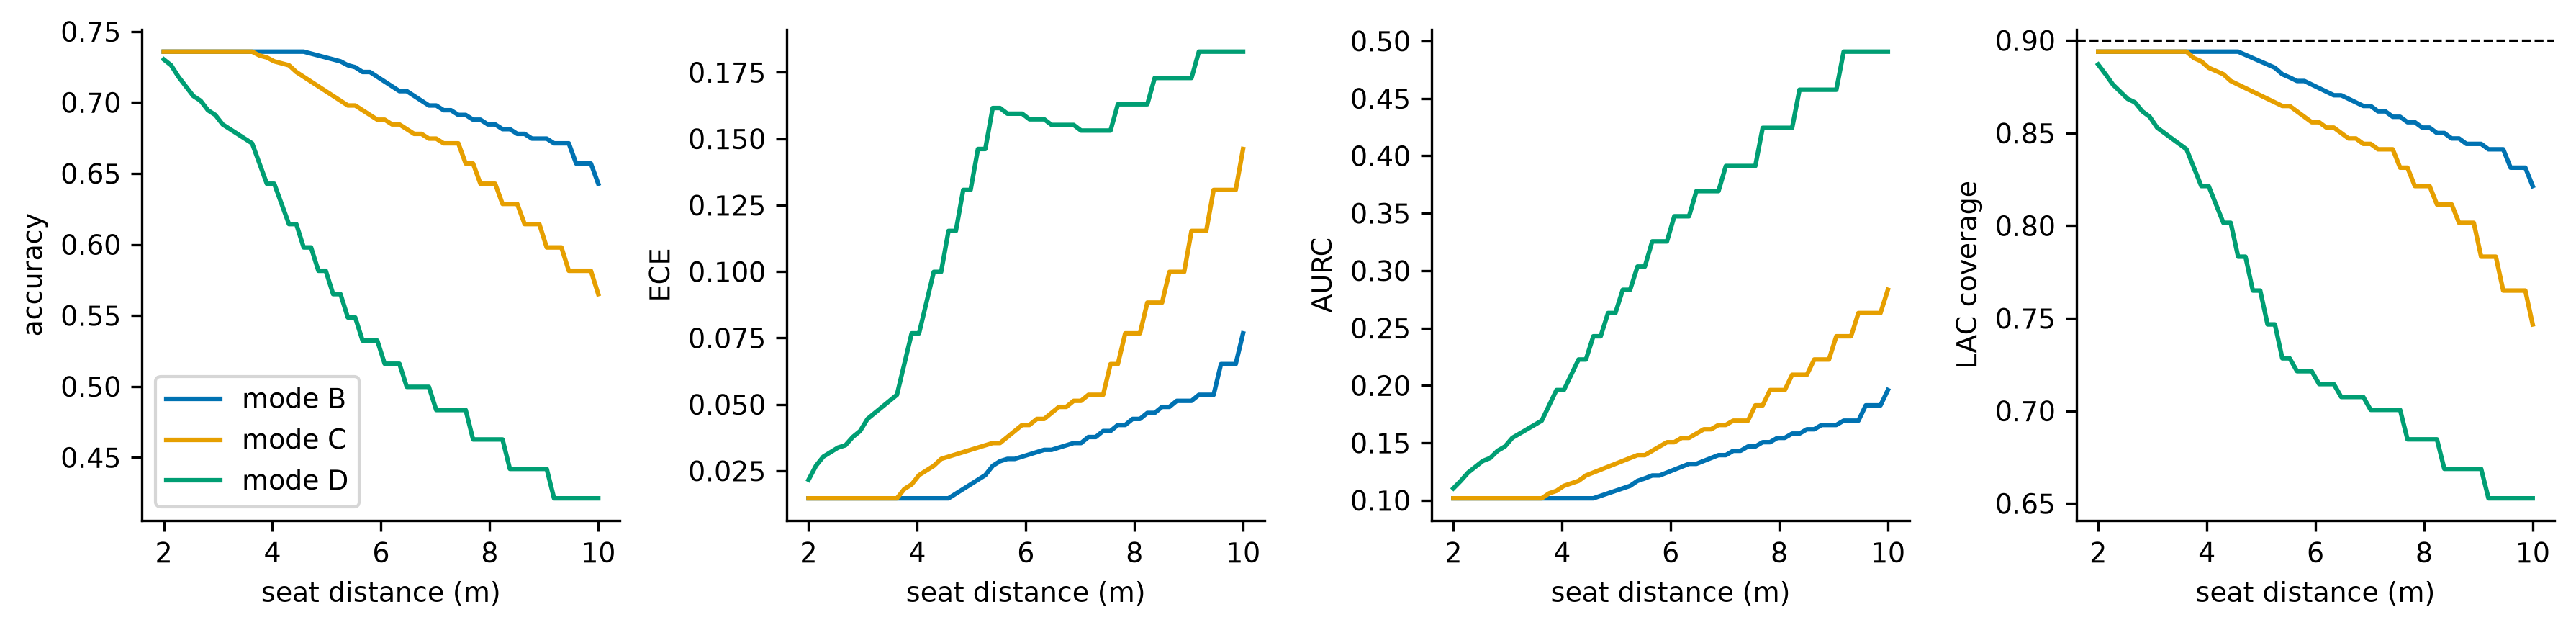 accuracy
0.75
0.70
0.65
0.60
0.55
0.50
0.45
mode B
mode C
mode D
2 4 6 8 10
seat distance (m)
ECE
0.175
0.150
0.125
0.100
0.075
0.050
0.025
2 4 6 8 10
seat distance (m)
AURC
0.50
0.45
0.40
0.35
0.30
0.25
0.20
0.15
0.10
2 4 6 8 10
seat distance (m)
LAC coverage
0.90
0.85
0.80
0.75
0.70
0.65
2 4 6 8 10
seat distance (m)